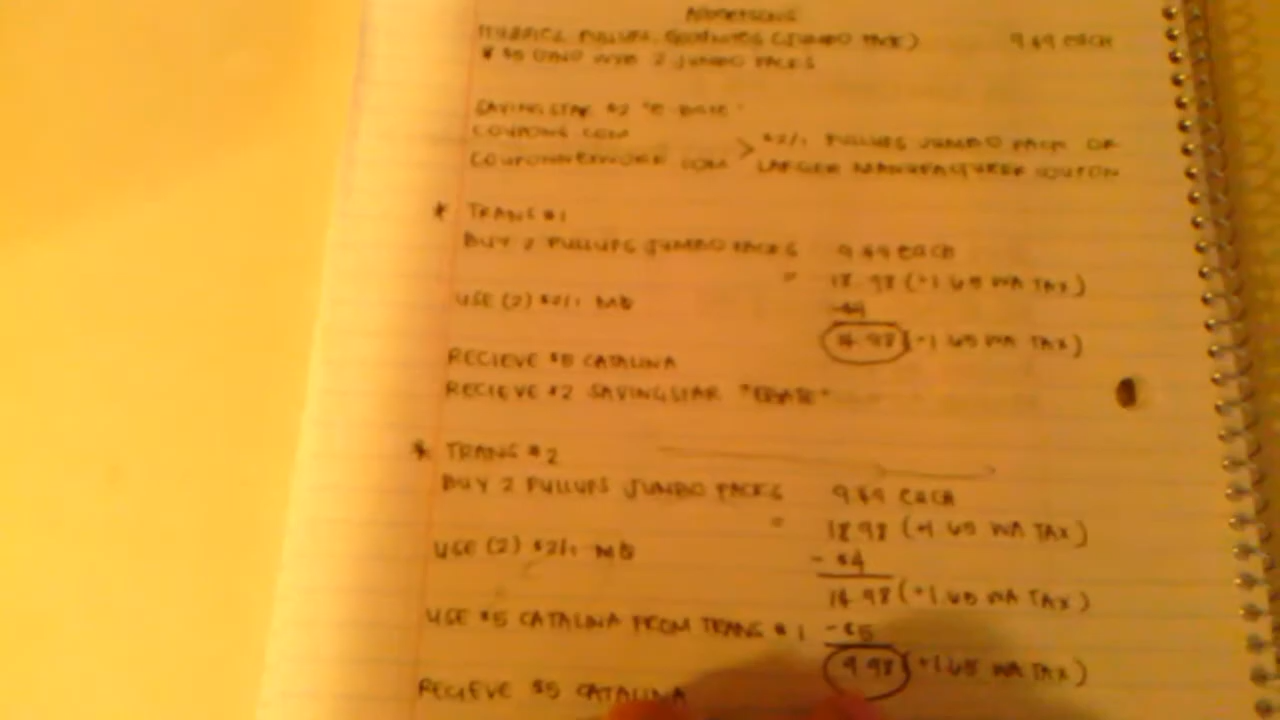 ALBERTSONS
HUGGIES PULLUPS, GOODNITES (JUMBO PACK) 9.49 EACH
* $5 OYNO WYB 2 JUMBO PACKS
SAVINGSTAR $2 "E-BATE"
COUPONS.COM
> $2/1 PULLUPS JUMBO PACK OR
COUPONNETWORK.COM LARGER MANUFACTURER COUPON
* TRANS #1
BUY 2 PULLUPS JUMBO PACKS 9.49 EACH
= 18.98 (+1.65 WA TAX)
USE (2) $2/1 MQ -$4
14.98 (+1.65 WA TAX)
RECIEVE $5 CATALINA
RECIEVE $2 SAVINGSTAR "EBATE"
* TRANS #2
BUY 2 PULLUPS JUMBO PACKS 9.49 EACH
= 18.98 (+1.65 WA TAX)
USE (2) $2/1 MQ - $4
14.98 (+1.65 WA TAX)
USE $5 CATALINA FROM TRANS #1 - $5
9.98 (+1.65 WA TAX)
RECIEVE $5 CATALINA